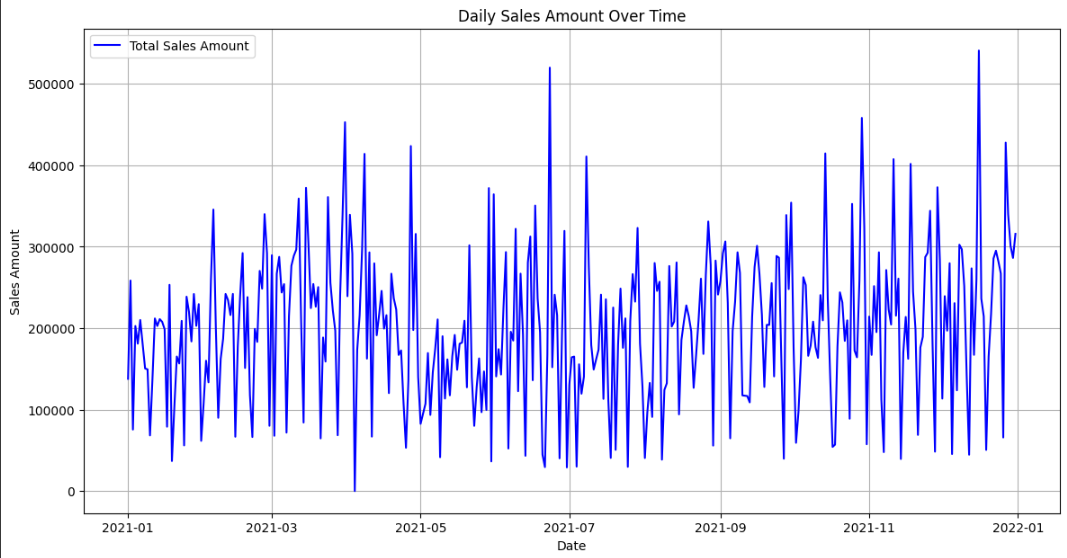 Daily Sales Amount Over Time
Total Sales Amount
Sales Amount
500000
400000
300000
200000
100000
0
2021-01 2021-03 2021-05 2021-07 2021-09 2021-11 2022-01
Date